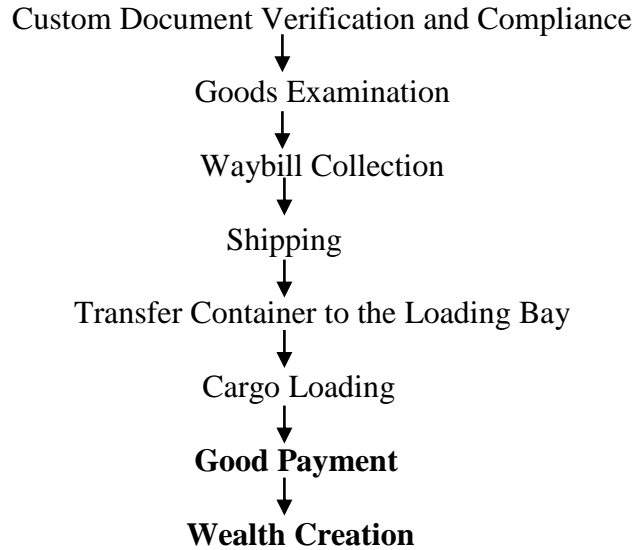 Custom Document Verification and Compliance
Goods Examination
Waybill Collection
Shipping
Transfer Container to the Loading Bay
Cargo Loading
Good Payment
Wealth Creation